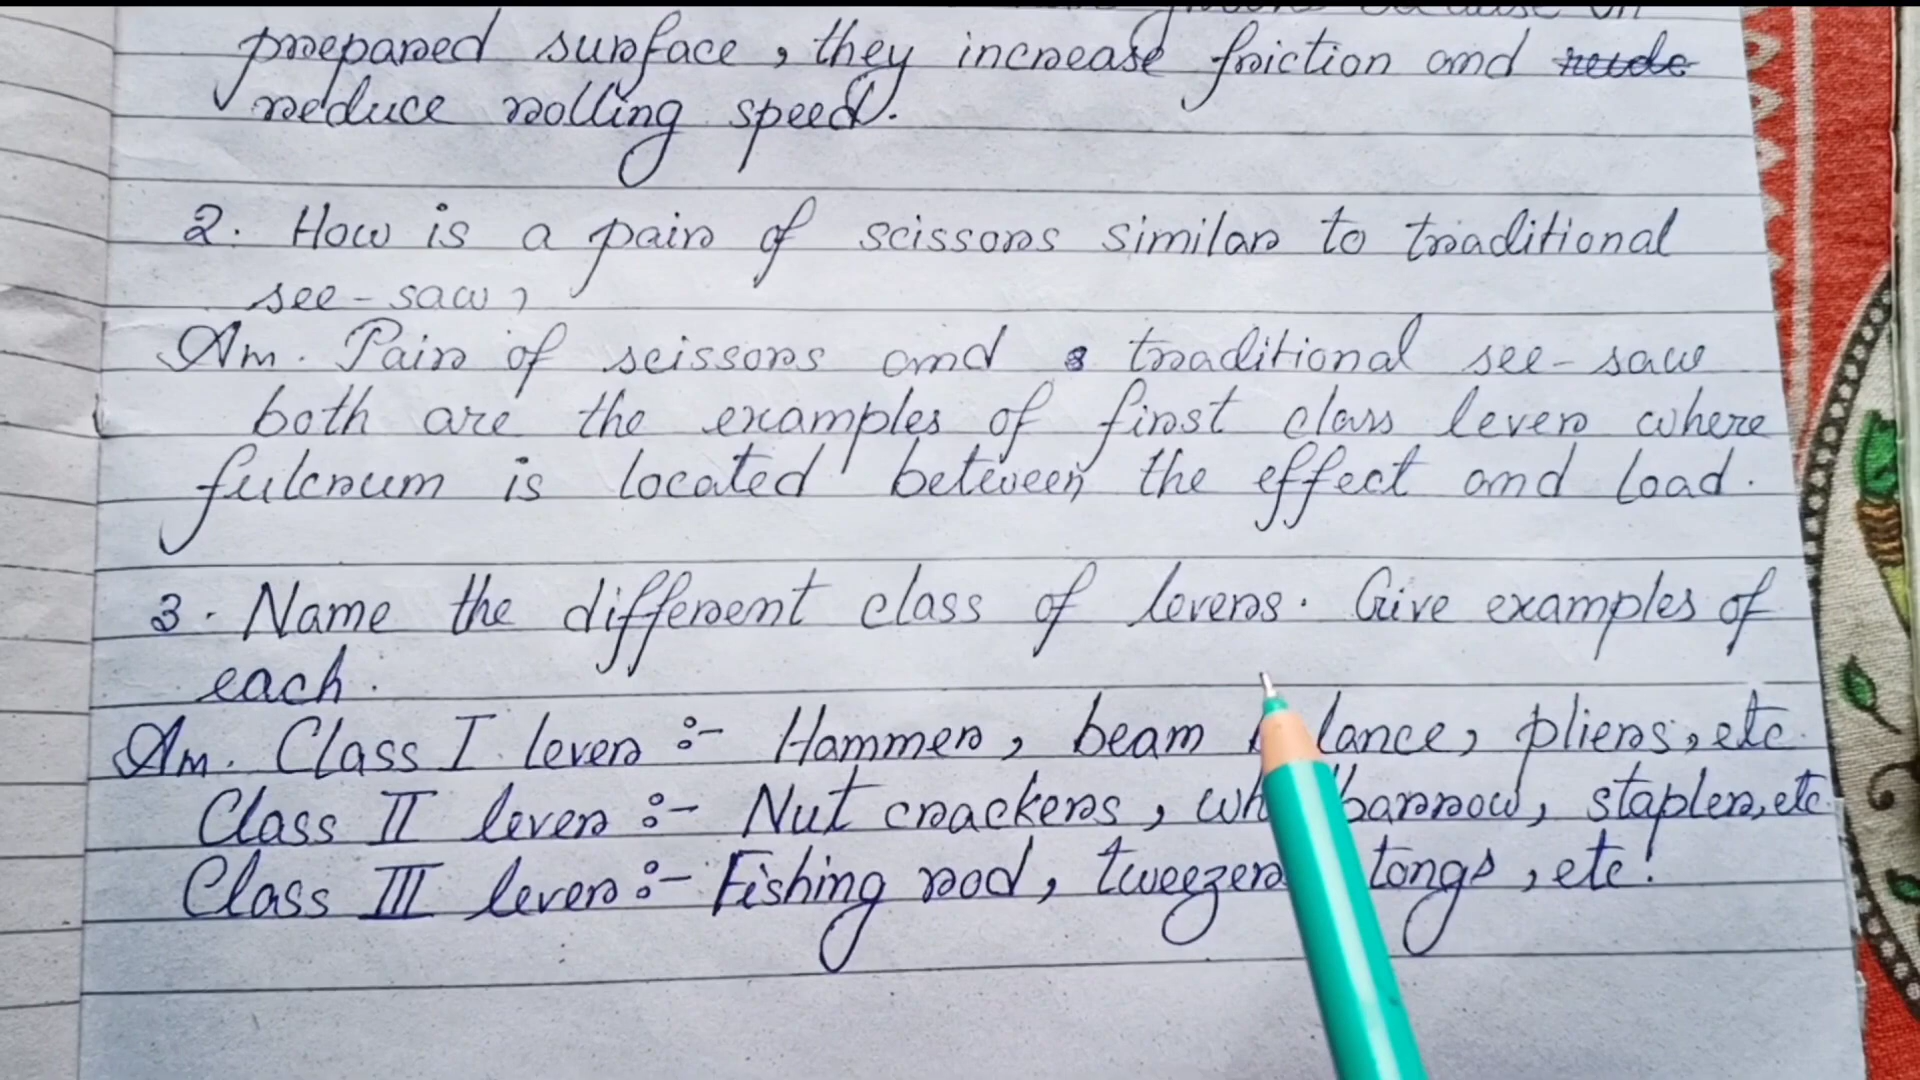 prepared surface, they increase friction and
reduce rolling speed.
2. How is a pair of scissors similar to traditional
see-saw?
Ans. Pair of scissors and traditional see-saw
both are the examples of first class lever where
fulcrum is located between the effect and load.
3. Name the different class of levers. Give examples of
each.
Ans. Class I lever :- Hammer, beam lance, pliers, etc.
Class II lever :- Nut crackers, wh barrow, stapler, etc.
Class III lever :- Fishing rod, tweezer tongs, etc.